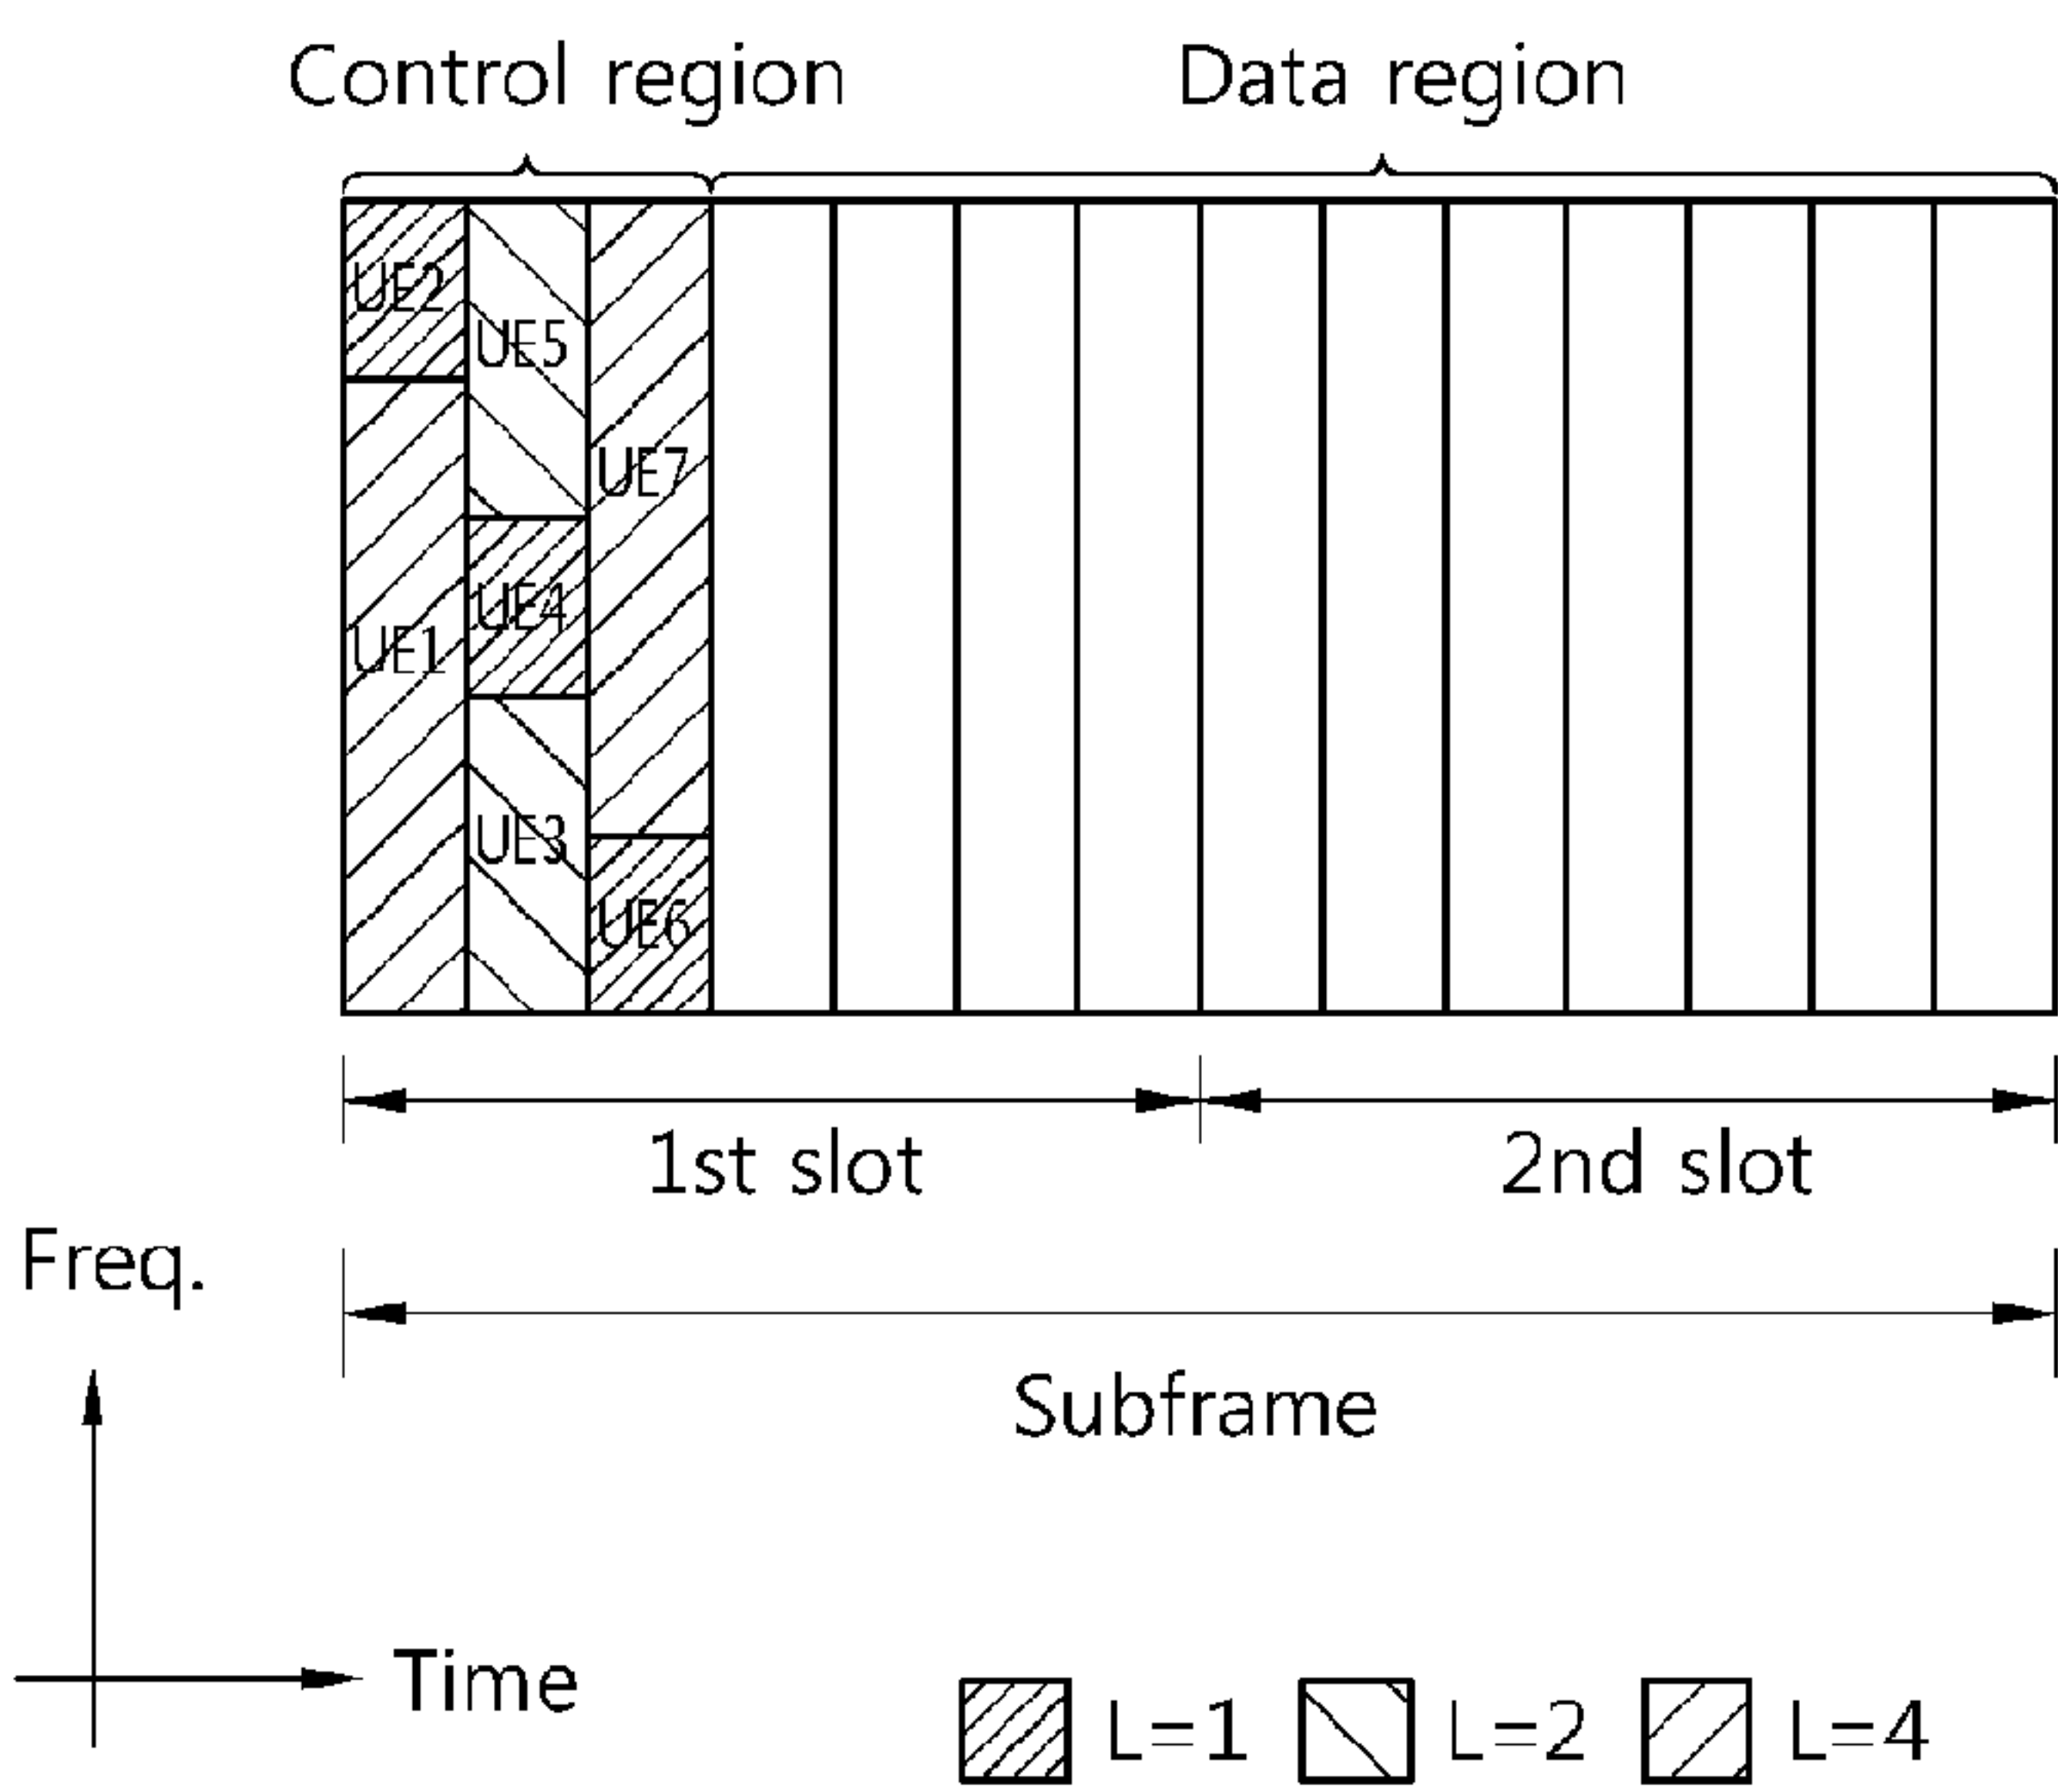 Control region Data region
UE2
UE5
UE7
UE4
UE1
UE3
UE6
1st slot 2nd slot
Freq.
Subframe
Time
L=1 L=2 L=4